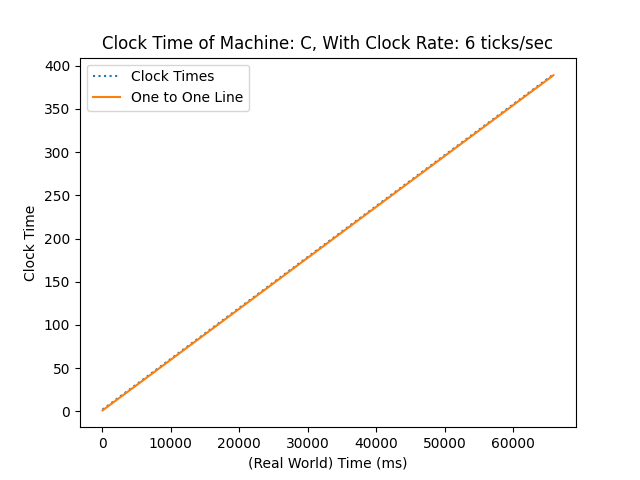 Clock Time of Machine: C, With Clock Rate: 6 ticks/sec
Clock Times
One to One Line
400
350
300
250
200
150
100
50
0
Clock Time
0 10000 20000 30000 40000 50000 60000
(Real World) Time (ms)